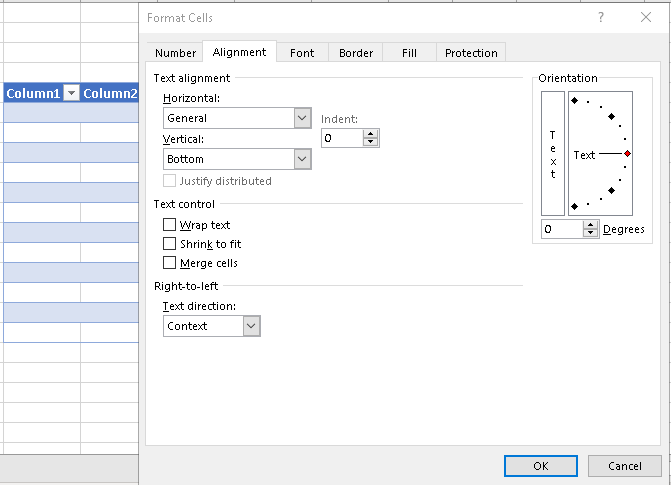 Format Cells
Number Alignment Font Border Fill Protection
Column1 Column2
Text alignment
Horizontal:
General
Indent:
0
Vertical:
Bottom
Justify distributed
Text control
Wrap text
Shrink to fit
Merge cells
Right-to-left
Text direction:
Context
Orientation
Text
Text
0 Degrees
OK Cancel